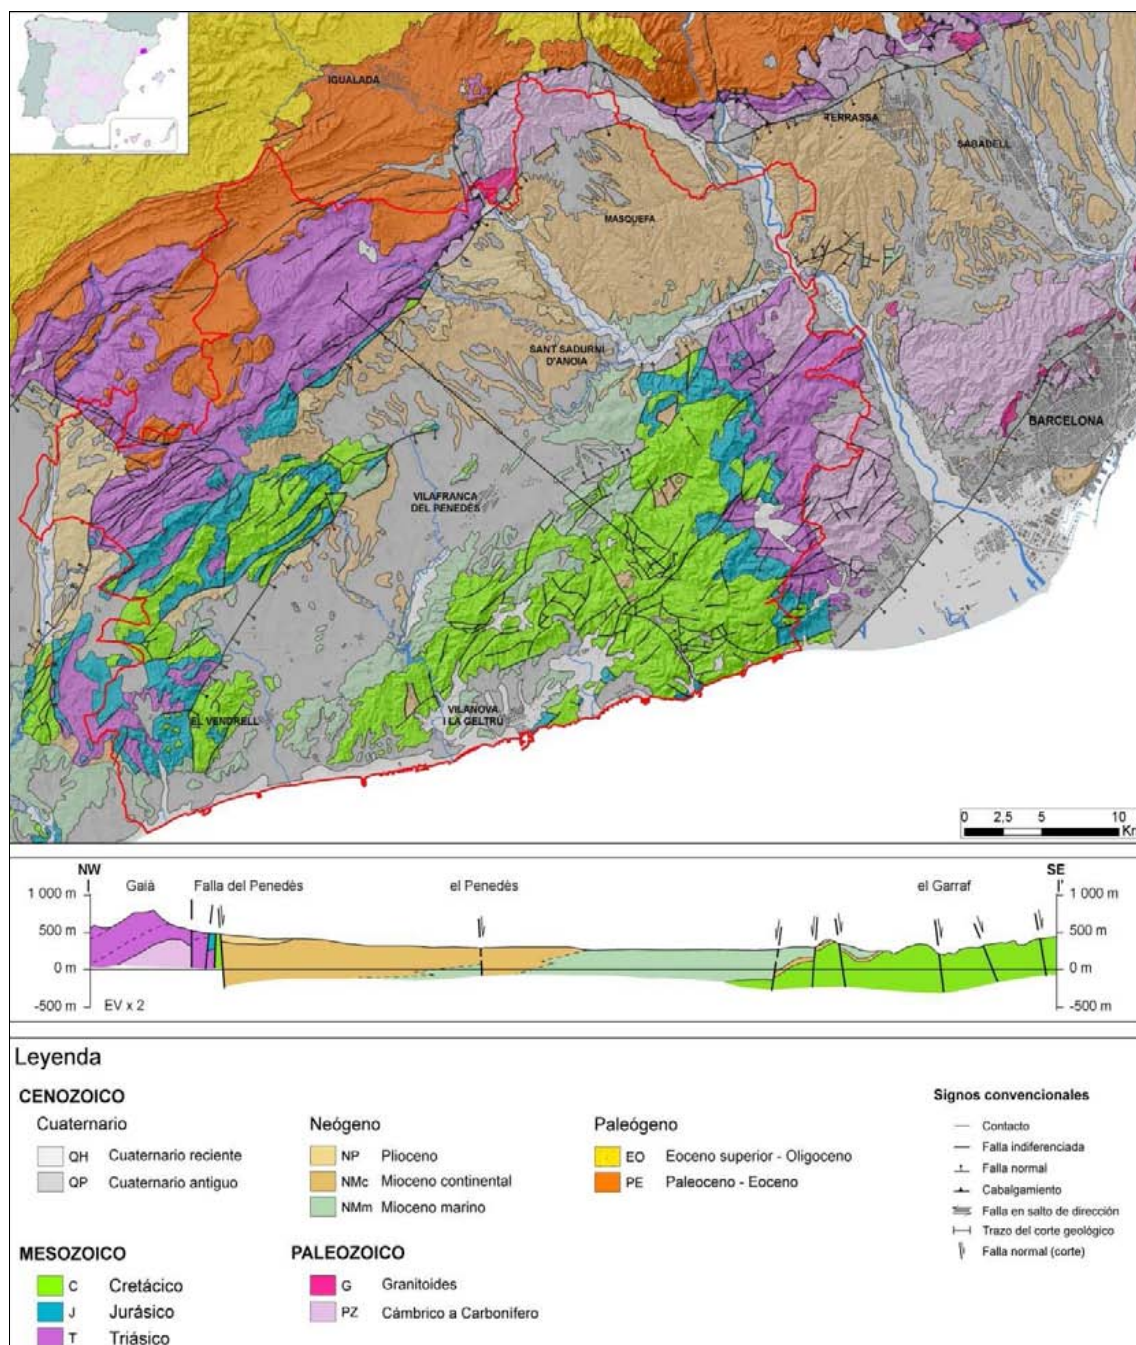 IGUALADA
TERRASSA
SABADELL
MASQUEFA
SANT SADURNÍ
D'ANOIA
BARCELONA
VILAFRANCA
DEL PENEDÈS
EL VENDRELL
VILANOVA
I LA GELTRÚ
0 2,5 5 10
Km
NW
SE
I
I'
Gaià
Falla del Penedès
el Penedès
el Garraf
1 000 m
1 000 m
500 m
500 m
0 m
0 m
-500 m
-500 m
EV x 2
Leyenda
CENOZOICO
Cuaternario
QH Cuaternario reciente
QP Cuaternario antiguo
Neógeno
NP Plioceno
NMc Mioceno continental
NMm Mioceno marino
Paleógeno
EO Eoceno superior - Oligoceno
PE Paleoceno - Eoceno
MESOZOICO
C Cretácico
J Jurásico
T Triásico
PALEOZOICO
G Granitoides
PZ Cámbrico a Carbonífero
Signos convencionales
Contacto
Falla indiferenciada
Falla normal
Cabalgamiento
Falla en salto de dirección
Trazo del corte geológico
Falla normal (corte)